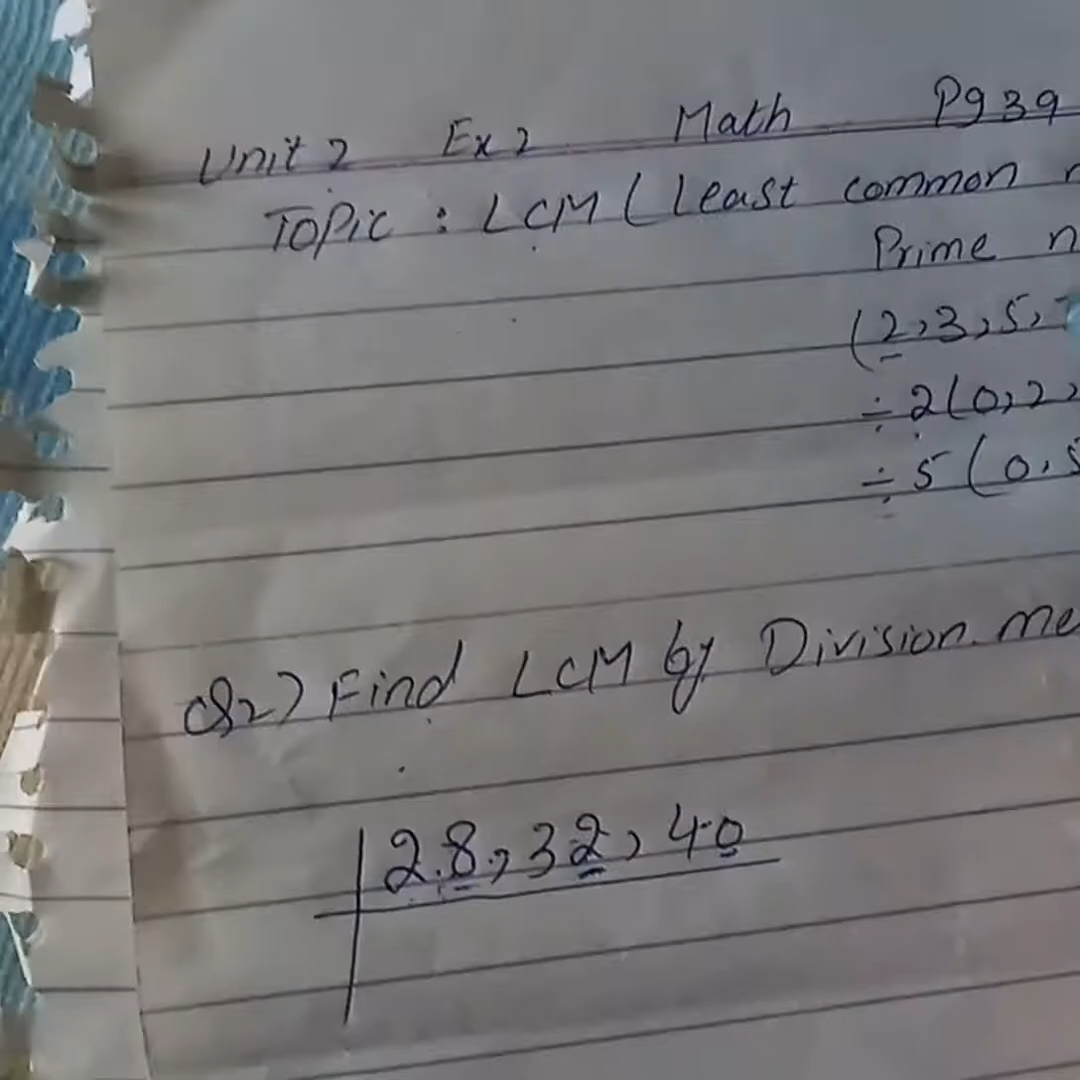 Unit 2 Ex 2 Math Pg 39
Topic : LCM ( Least common
Prime
(2,3,5,
÷ 2 (0,2,
÷ 5 (0,5
Q2) Find LCM by Division
28, 32, 40